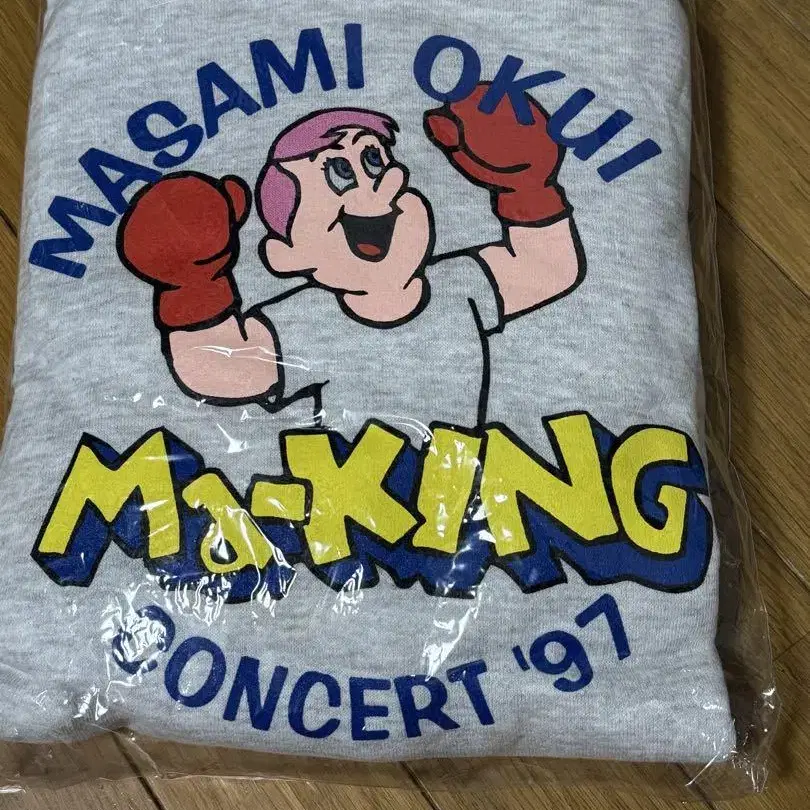 MASAMI OKUI
Ma-KING
CONCERT '97